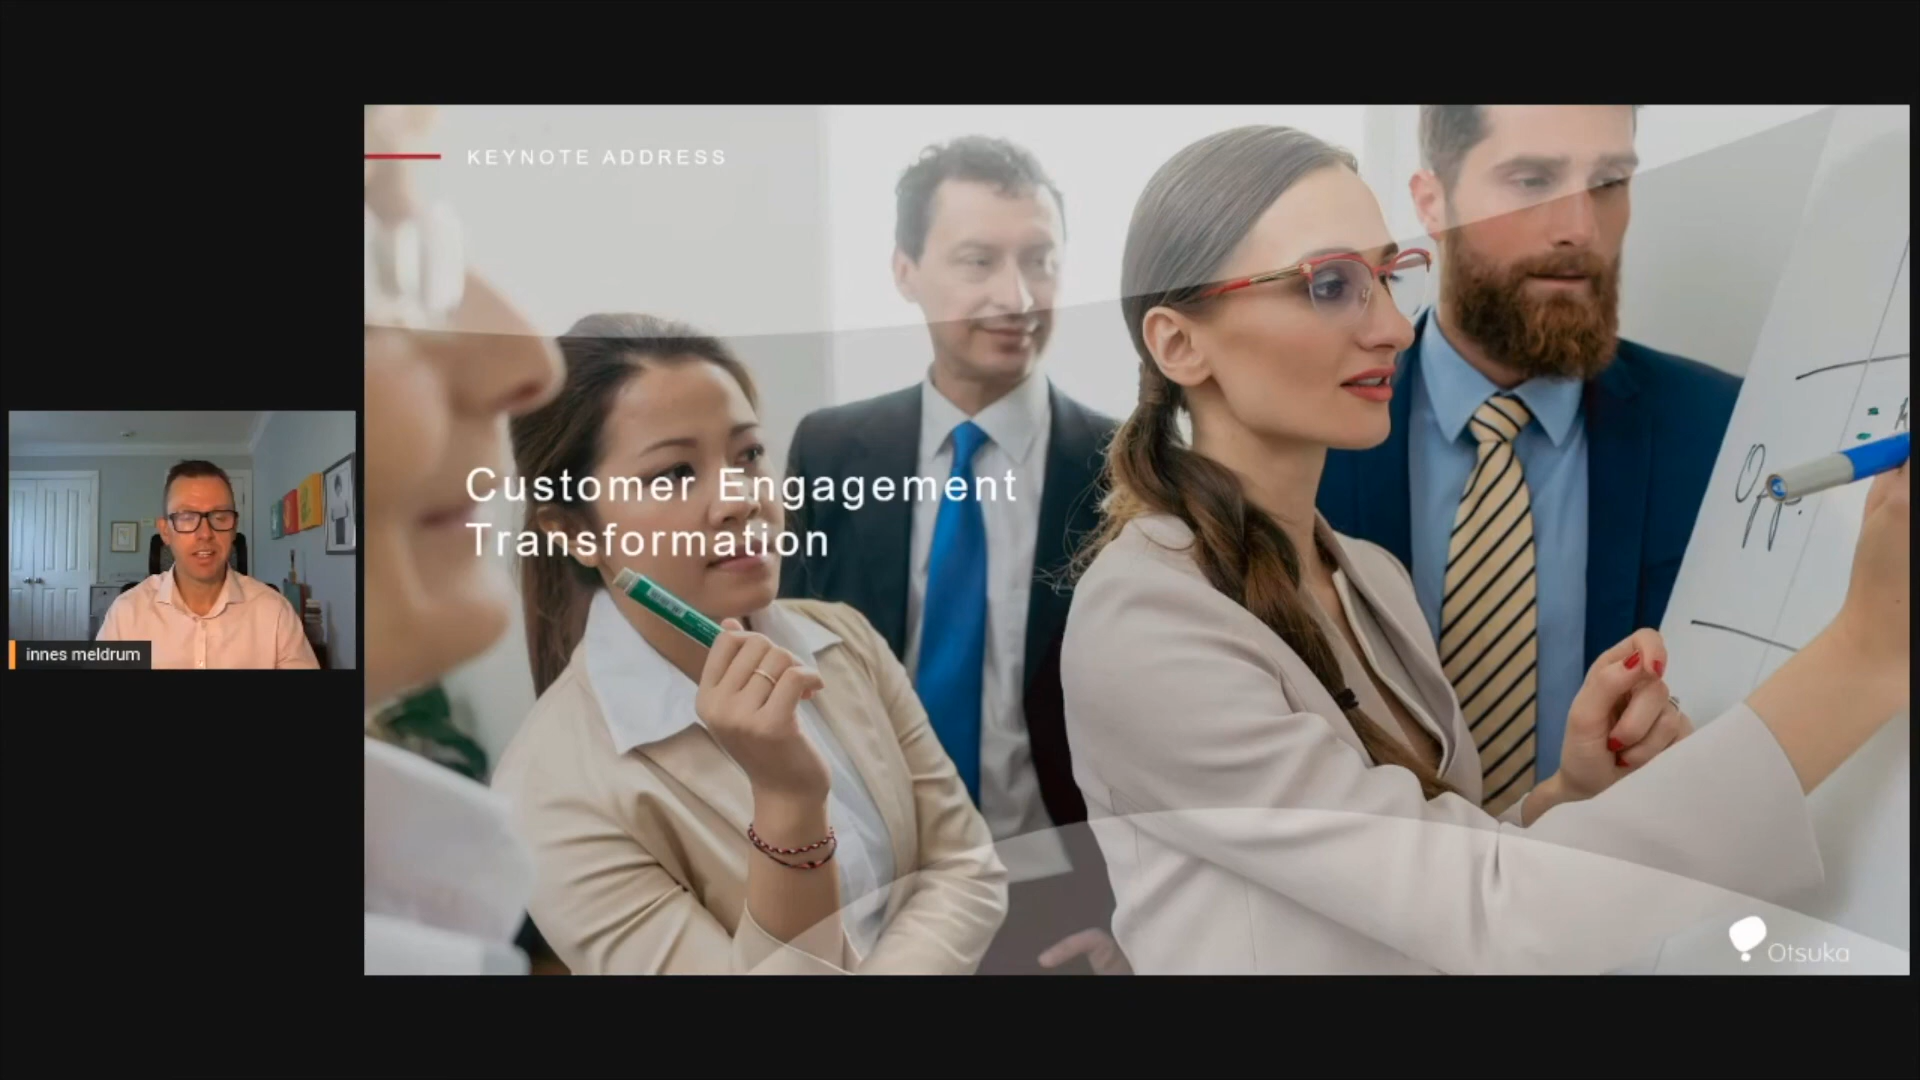 KEYNOTE ADDRESS
Customer Engagement
Transformation
innes meldrum
Otsuka